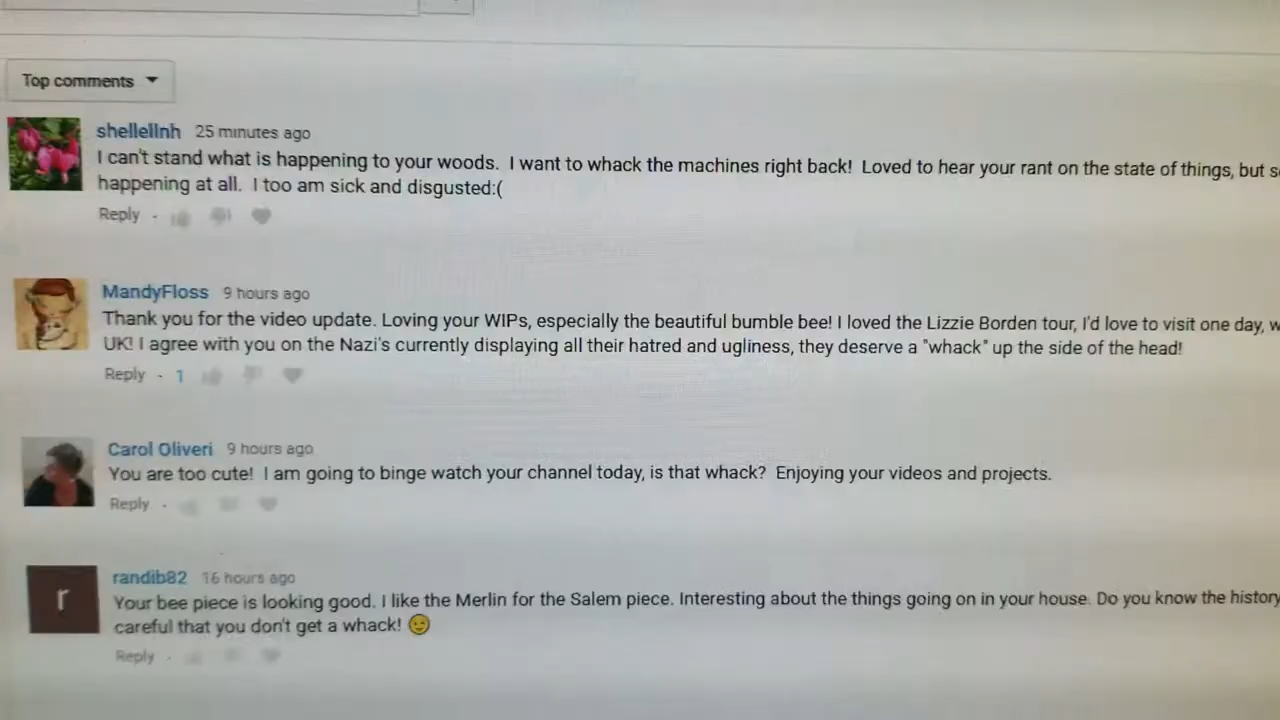 Top comments
shellellnh 25 minutes ago
I can't stand what is happening to your woods. I want to whack the machines right back! Loved to hear your rant on the state of things, but
happening at all. I too am sick and disgusted:(
Reply
MandyFloss 9 hours ago
Thank you for the video update. Loving your WIPs, especially the beautiful bumble bee! I loved the Lizzie Borden tour, I'd love to visit one day,
UK! I agree with you on the Nazi's currently displaying all their hatred and ugliness, they deserve a "whack" up the side of the head!
Reply · 1
Carol Oliveri 9 hours ago
You are too cute! I am going to binge watch your channel today, is that whack? Enjoying your videos and projects.
Reply ·
r
randib82 16 hours ago
Your bee piece is looking good. I like the Merlin for the Salem piece. Interesting about the things going on in your house. Do you know the history
careful that you don't get a whack! 😉
Reply ·